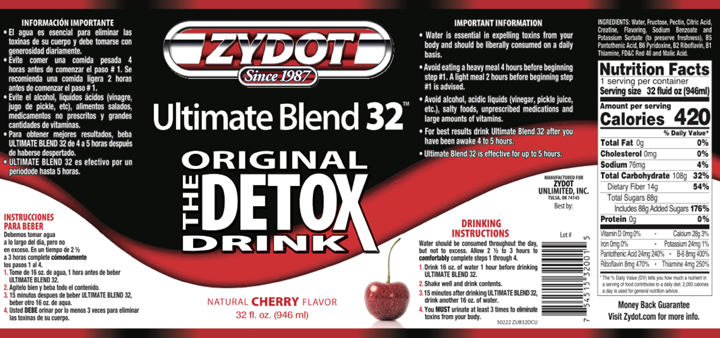 INFORMACIÓN IMPORTANTE
• El agua es esencial para eliminar las
toxinas de su cuerpo y debe tomarse con
generosidad diariamente.
• Evite comer una comida pesada 4
horas antes de comenzar el paso # 1. Se
recomienda una comida ligera 2 horas
antes de comenzar el paso # 1.
• Evite el alcohol, líquidos ácidos (vinagre,
jugo de pickle, etc), alimentos salados,
medicamentos no prescritos y grandes
cantidades de vitaminas.
• Para obtener mejores resultados, beba
ULTIMATE BLEND 32 de 4 a 5 horas después
de haberse despertado.
• ULTIMATE BLEND 32 es efectivo por un
periodode hasta 5 horas.
INSTRUCCIONES
PARA BEBER
Debemos tomar agua
a lo largo del día, pero no
en exceso. En un tiempo de 2 ½
a 3 horas complete cómodamente
los pasos 1 al 4.
1. Tome de 16 oz. de agua, 1 hora antes de beber
ULTIMATE BLEND 32.
2. Agítelo bien y beba todo el contenido.
3. 15 minutos despues de beber ULTIMATE BLEND 32,
beber otro 16 oz. de agua.
4. Usted DEBE orinar por lo menos 3 veces para eliminar
las toxinas de su cuerpo.
ZYDOT
Since 1987
Ultimate Blend 32™
ORIGINAL
THE DETOX
DRINK
NATURAL CHERRY FLAVOR
32 fl. oz. (946 ml)
IMPORTANT INFORMATION
• Water is essential in expelling toxins from your
body and should be liberally consumed on a daily
basis.
• Avoid eating a heavy meal 4 hours before beginning
step #1. A light meal 2 hours before beginning step
#1 is advised.
• Avoid alcohol, acidic liquids (vinegar, pickle juice,
etc.), salty foods, unprescribed medications and
large amounts of vitamins.
• For best results drink Ultimate Blend 32 after you
have been awake 4 to 5 hours.
• Ultimate Blend 32 is effective for up to 5 hours.
DRINKING
INSTRUCTIONS
Water should be consumed throughout the day,
but not to excess. Allow 2 ½ to 3 hours to
comfortably complete steps 1 through 4.
1. Drink 16 oz. of water 1 hour before drinking
ULTIMATE BLEND 32.
2. Shake well and drink contents.
3. 15 minutes after drinking ULTIMATE BLEND 32,
drink another 16 oz. of water.
4. You MUST urinate at least 3 times to eliminate
toxins from your body.
50222 ZUB32DCU
MANUFACTURED FOR
ZYDOT
UNLIMITED, INC.
TULSA, OK 74145
Best by:
Lot #
7 45415 32001 5
INGREDIENTS: Water, Fructose, Pectin, Citric Acid,
Creatine, Flavoring, Sodium Benzoate and
Potassium Sorbate (to preserve freshness), B5
Pantothenic Acid, B6 Pyridoxine, B2 Riboflavin, B1
Thiamine, FD&C Red 40 and Malic Acid.
Nutrition Facts
1 serving per container
Serving size 32 fluid oz (946ml)
Amount per serving
Calories 420
% Daily Value*
Total Fat 0g 0%
Cholesterol 0mg 0%
Sodium 76mg 4%
Total Carbohydrate 108g 32%
Dietary Fiber 14g 54%
Total Sugars 88g
Includes 88g Added Sugars 176%
Protein 0g 0%
Vitamin D 0mg 0% • Calcium 28g 3%
Iron 0mg 0% • Potassium 24mg 1%
Pantothenic Acid 24mg 240% • B-6 8mg 400%
Riboflavin 8mg 470% • Thiamine 4mg 250%
*The % Daily Value (DV) tells you how much a nutrient in
a serving of food contributes to a daily diet. 2,000 calories
a day is used for general nutrition advice.
Money Back Guarantee
Visit Zydot.com for more info.